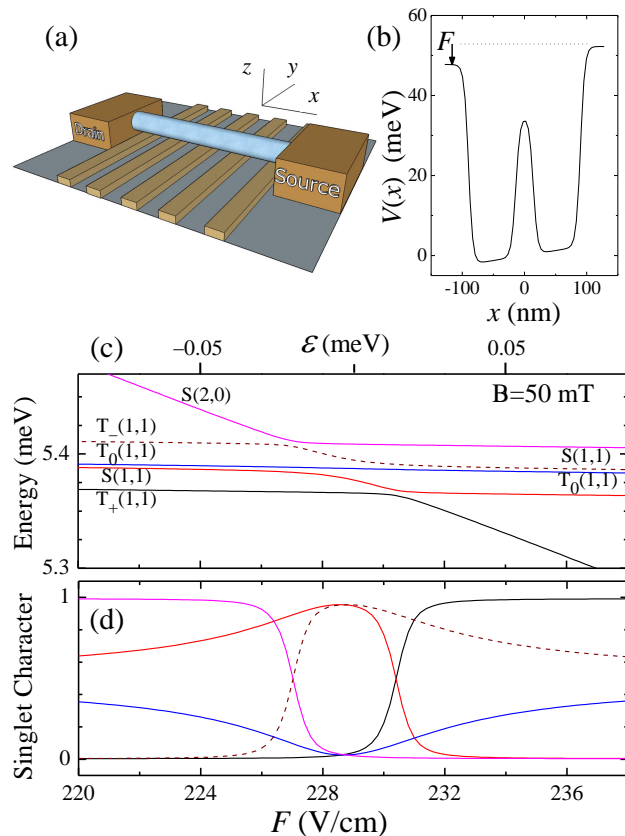 (a)
z
y
x
Drain
Source
(b)
F
60
40
20
0
V(x) (meV)
-100
0
100
x (nm)
(c)
ε (meV)
−0.05
0.05
B=50 mT
S(2,0)
T₋(1,1)
T₀(1,1)
S(1,1)
T₊(1,1)
S(1,1)
T₀(1,1)
5.4
5.3
Energy (meV)
(d)
1
0
Singlet Character
220
224
228
232
236
F (V/cm)